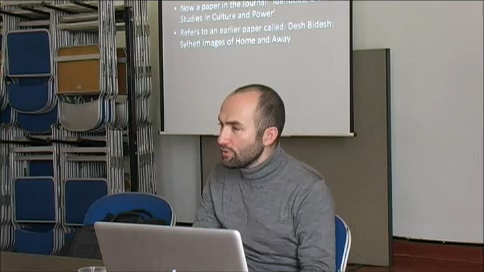 Now a paper in the Journal: 'Identities:
Studies in Culture and Power'
Refers to an earlier paper called: Desh Bidesh:
Sylheti Images of Home and Away